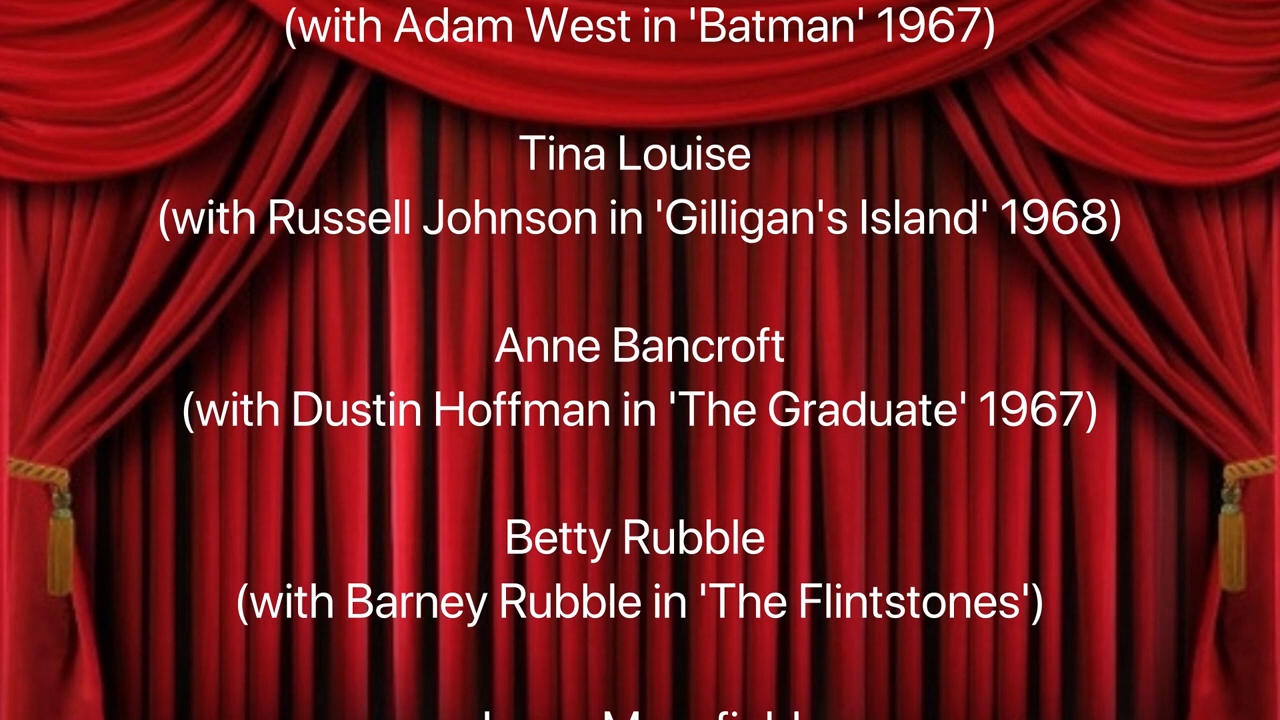 (with Adam West in 'Batman' 1967)
Tina Louise
(with Russell Johnson in 'Gilligan's Island' 1968)
Anne Bancroft
(with Dustin Hoffman in 'The Graduate' 1967)
Betty Rubble
(with Barney Rubble in 'The Flintstones')